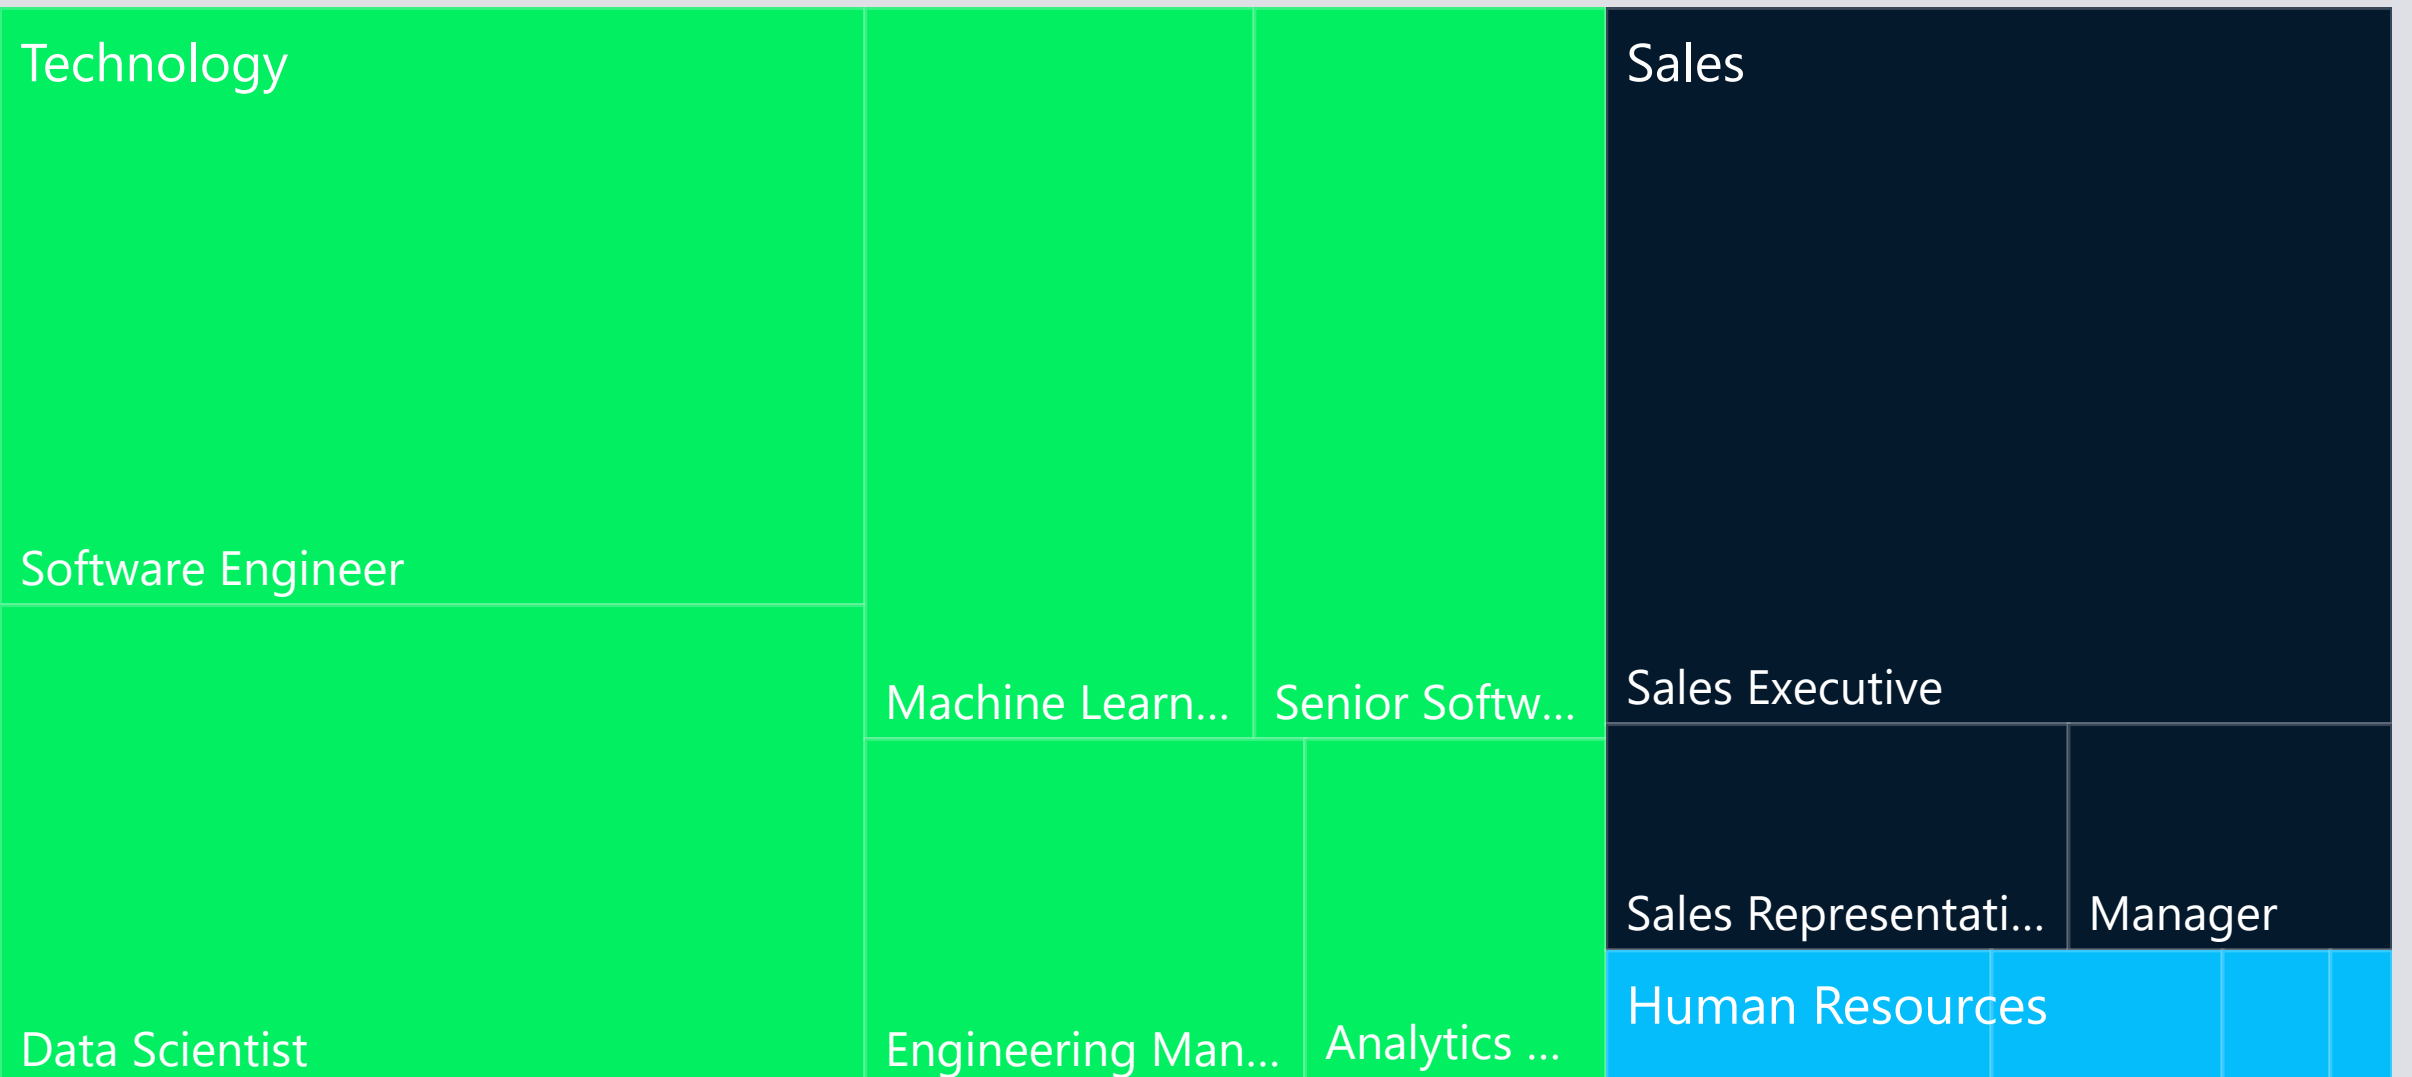 Technology
Software Engineer
Data Scientist
Machine Learn...
Senior Softw...
Engineering Man...
Analytics ...
Sales
Sales Executive
Sales Representati...
Manager
Human Resources